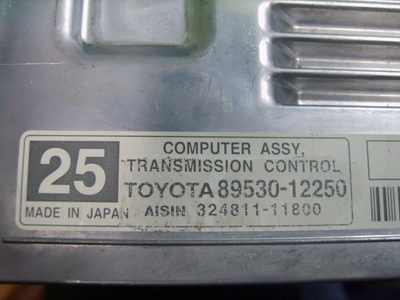 25
COMPUTER ASSY,
TRANSMISSION CONTROL
TOYOTA 89530-12250
MADE IN JAPAN AISIN 324811-11800